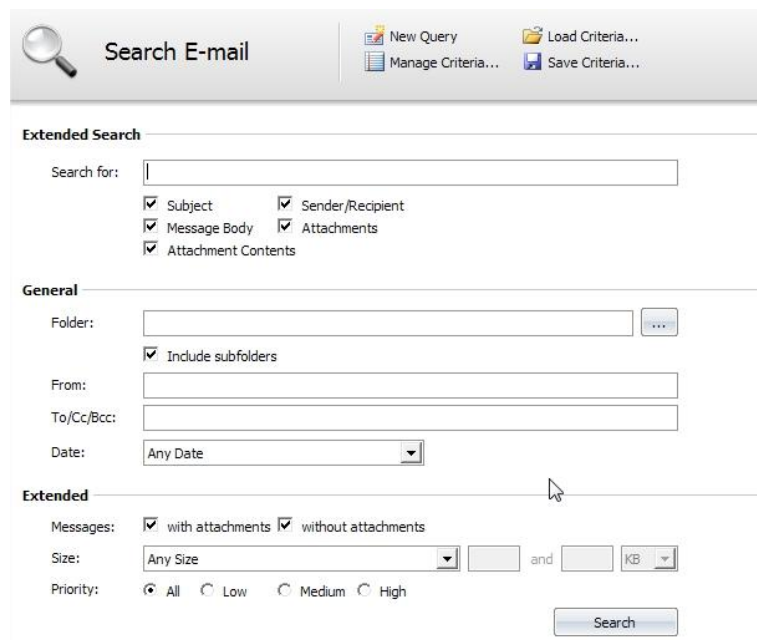 Search E-mail
New Query
Load Criteria...
Manage Criteria...
Save Criteria...
Extended Search
Search for:
Subject
Sender/Recipient
Message Body
Attachments
Attachment Contents
General
Folder:
...
Include subfolders
From:
To/Cc/Bcc:
Date: Any Date
Extended
Messages: with attachments without attachments
Size: Any Size and KB
Priority: All Low Medium High
Search